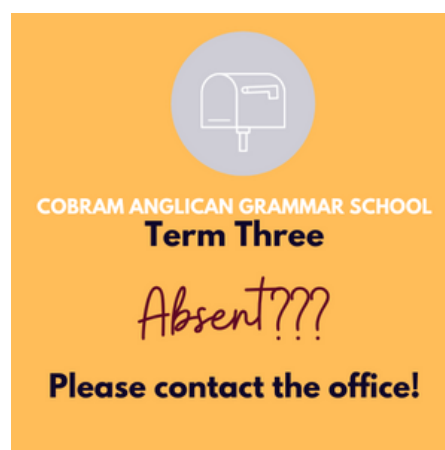 COBRAM ANGLICAN GRAMMAR SCHOOL
Term Three
Absent???
Please contact the office!